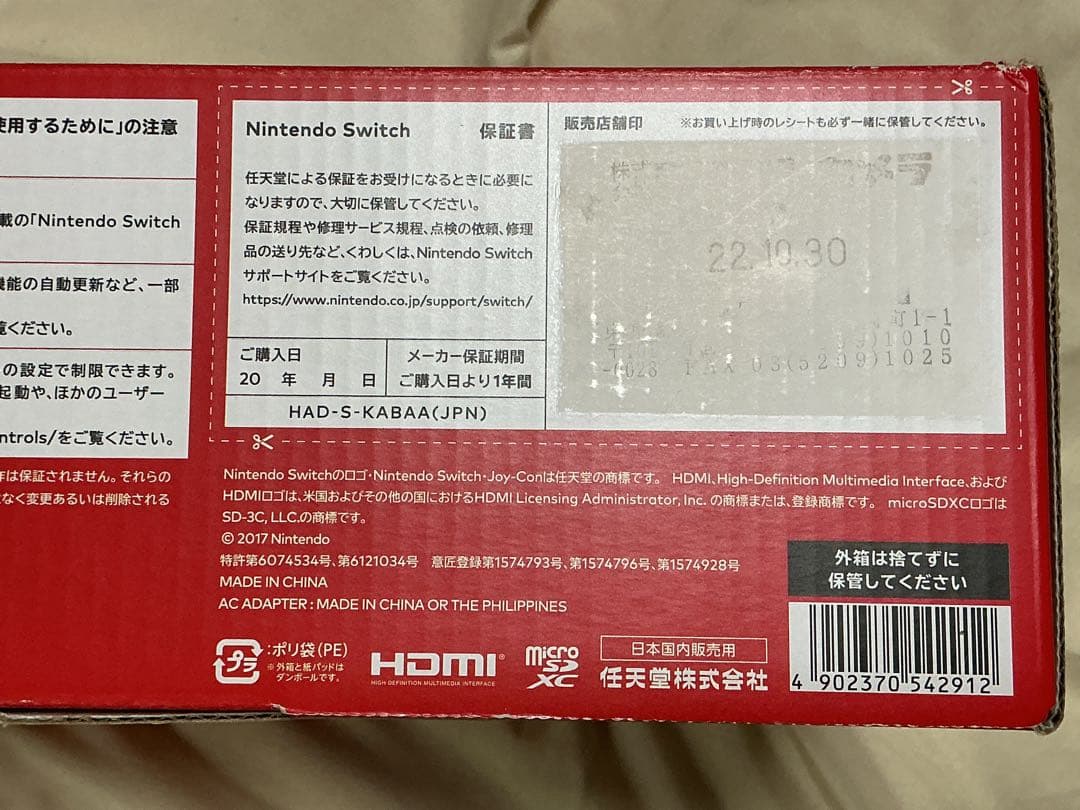 使用するために」の注意
載の「Nintendo Switch
機能の自動更新など、一部
覧ください。
の設定で制限できます。
起動や、ほかのユーザー
ntrols/をご覧ください。
作は保証されません。それらの
なく変更あるいは削除される
Nintendo Switch 保証書
任天堂による保証をお受けになるときに必要に
なりますので、大切に保管してください。
保証規程や修理サービス規程、点検の依頼、修理
品の送り先など、くわしくは、Nintendo Switch
サポートサイトをご覧ください。
https://www.nintendo.co.jp/support/switch/
ご購入日
20 年 月 日
メーカー保証期間
ご購入日より1年間
HAD-S-KABAA(JPN)
販売店舗印 ※お買い上げ時のレシートも必ず一緒に保管してください。
株式
22.10.30
町1-1
)1010
FAX 03(5209)1025
Nintendo Switchのロゴ・Nintendo Switch・Joy-Conは任天堂の商標です。 HDMI、High-Definition Multimedia Interface、および
HDMIロゴは、米国およびその他の国におけるHDMI Licensing Administrator, Inc. の商標または、登録商標です。 microSDXCロゴは
SD-3C, LLC.の商標です。
© 2017 Nintendo
特許第6074534号、第6121034号 意匠登録第1574793号、第1574796号、第1574928号
MADE IN CHINA
AC ADAPTER : MADE IN CHINA OR THE PHILIPPINES
プラ
:ポリ袋(PE)
※外箱と紙パッドは
ダンボールです。
HDMI
HIGH DEFINITION MULTIMEDIA INTERFACE
micro
SD
XC
日本国内販売用
任天堂株式会社
外箱は捨てずに
保管してください
4 902370 542912